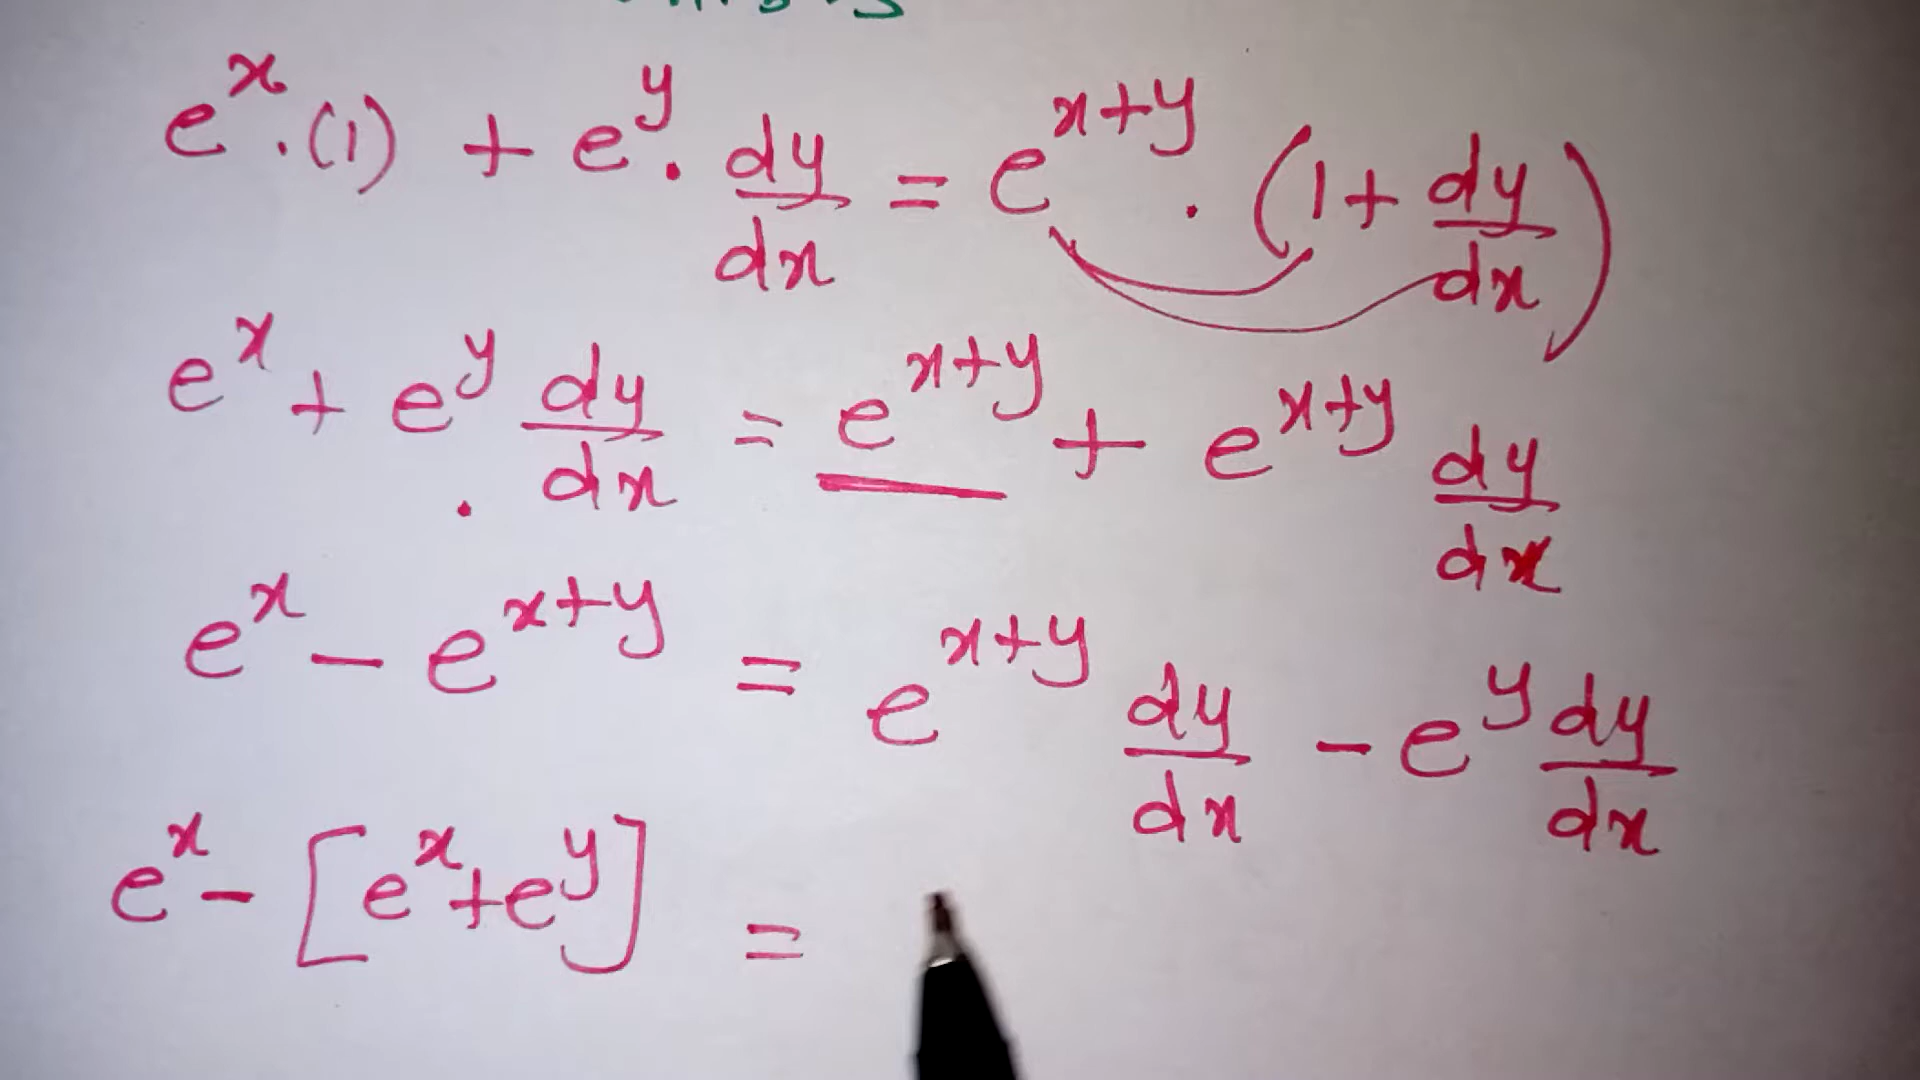 e^x . (1) + e^y . dy/dx = e^{x+y} . (1 + dy/dx)
e^x + e^y . dy/dx = e^{x+y} + e^{x+y} dy/dx
e^x - e^{x+y} = e^{x+y} dy/dx - e^y dy/dx
e^x - [e^x + e^y] =